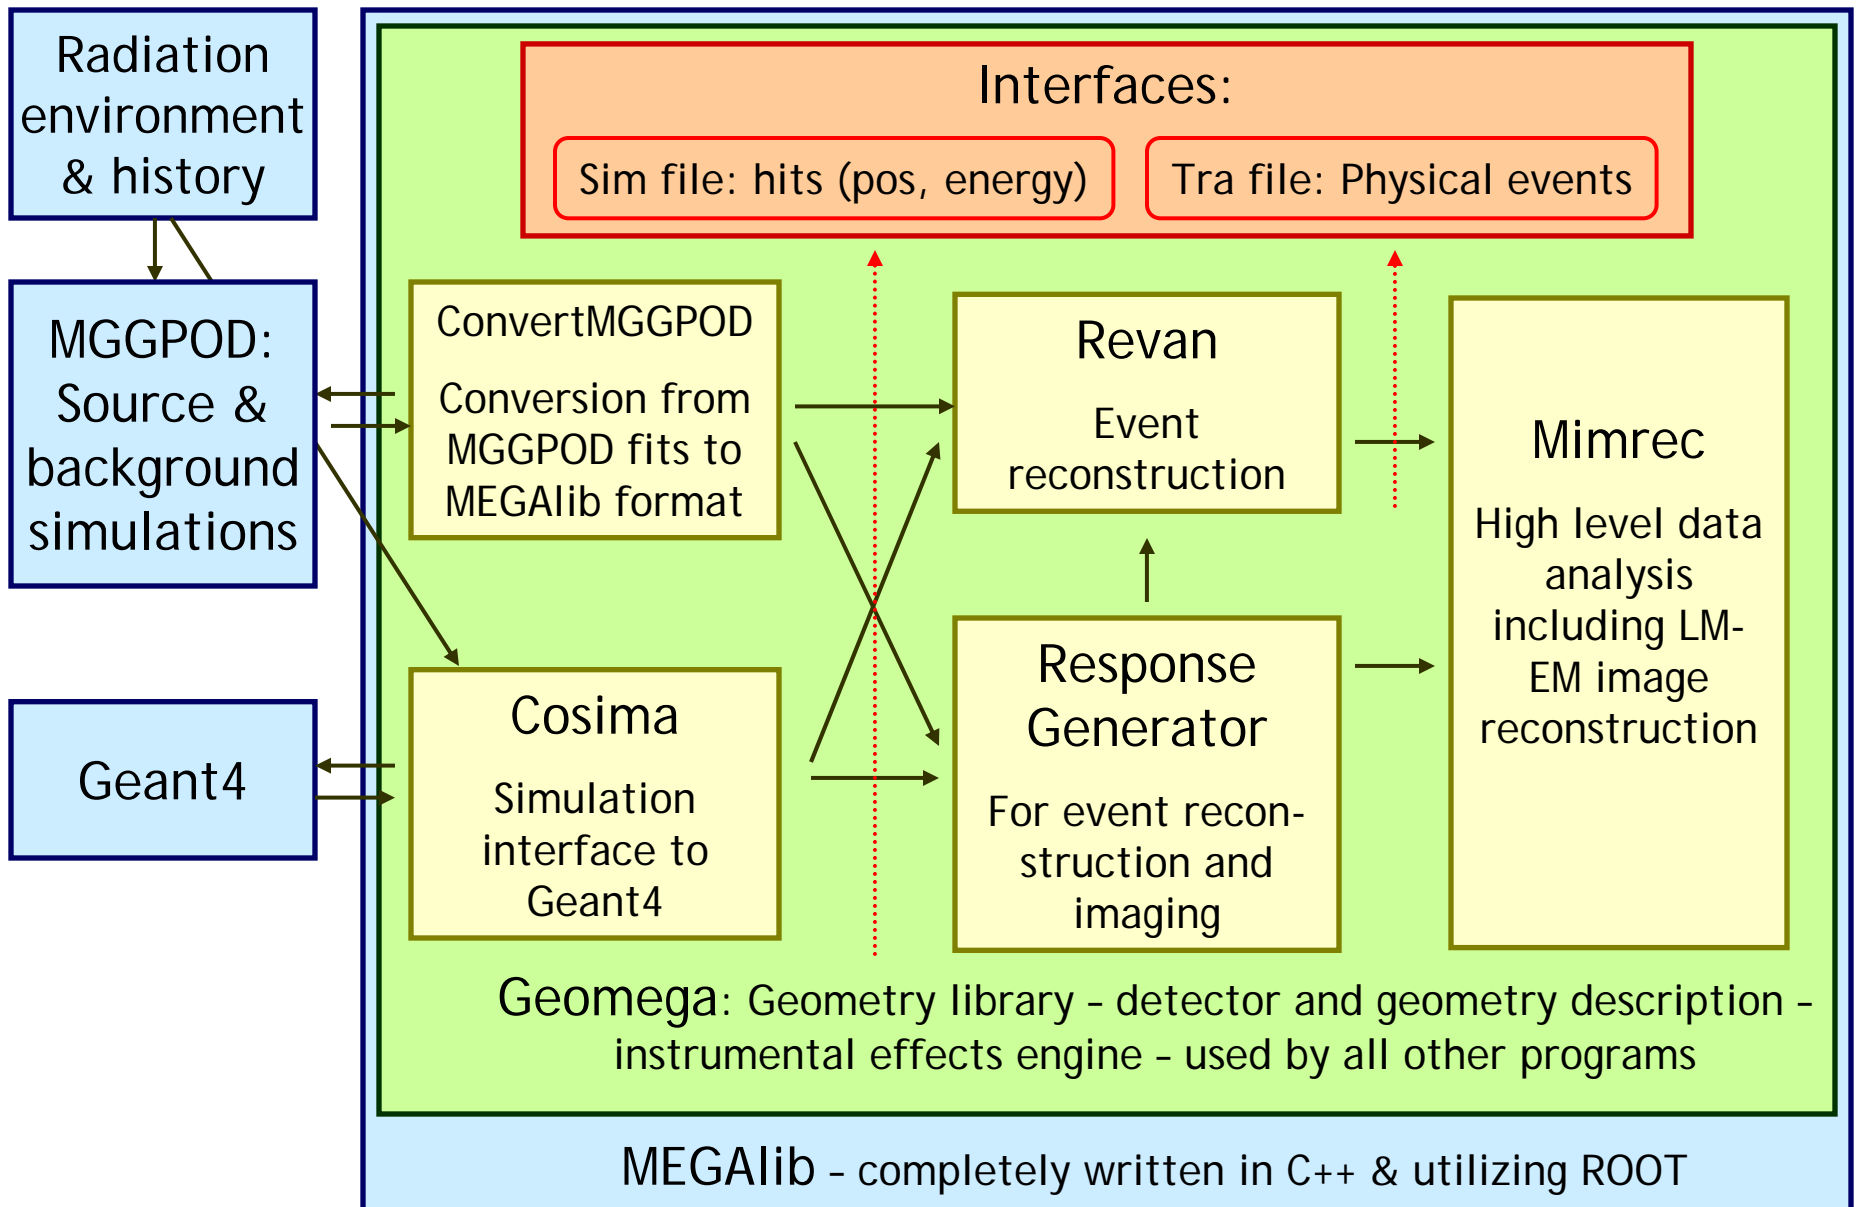 Radiation
environment
& history
Interfaces:
Sim file: hits (pos, energy)
Tra file: Physical events
MGGPOD:
Source &
background
simulations
ConvertMGGPOD
Conversion from
MGGPOD fits to
MEGAlib format
Revan
Event
reconstruction
Mimrec
High level data
analysis
including LM-
EM image
reconstruction
Geant4
Cosima
Simulation
interface to
Geant4
Response
Generator
For event recon-
struction and
imaging
Geomega: Geometry library – detector and geometry description –
instrumental effects engine – used by all other programs
MEGAlib – completely written in C++ & utilizing ROOT